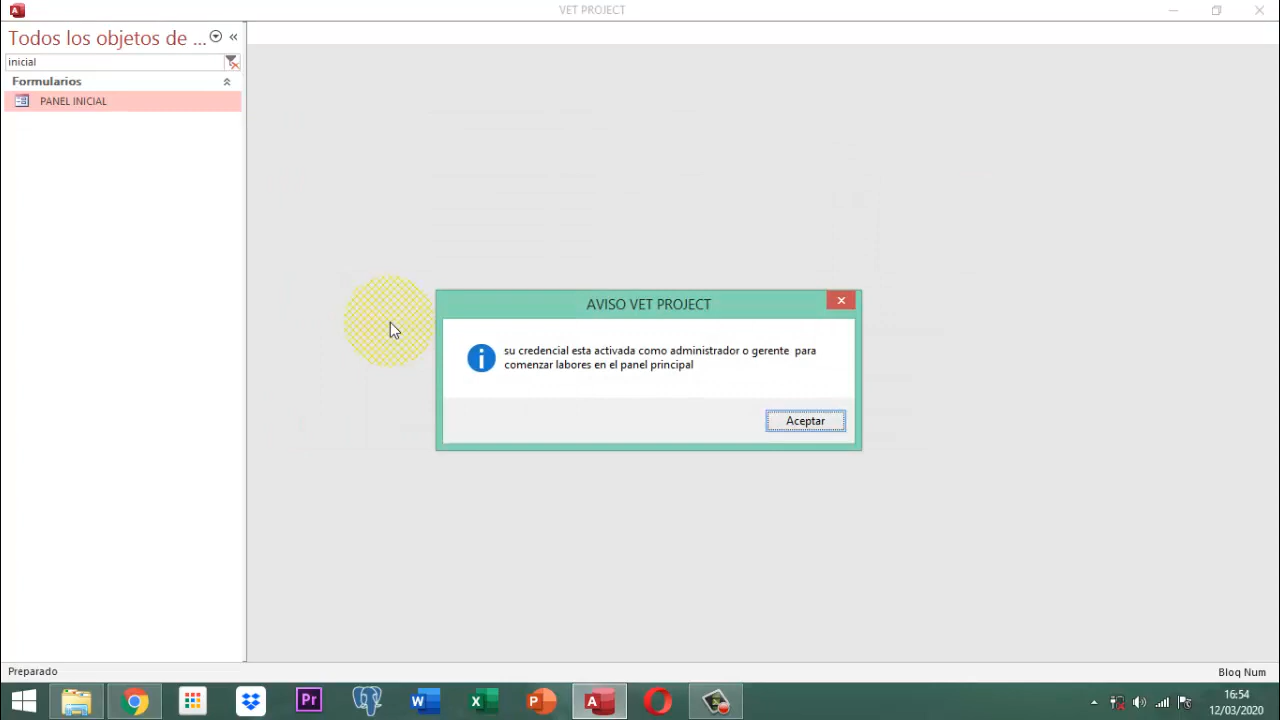 VET PROJECT
Todos los objetos de ...
inicial
Formularios
PANEL INICIAL
AVISO VET PROJECT
su credencial esta activada como administrador o gerente  para
comenzar labores en el panel principal
Aceptar
Preparado
Bloq Num
Pr
W
X
P
A
16:54
12/03/2020